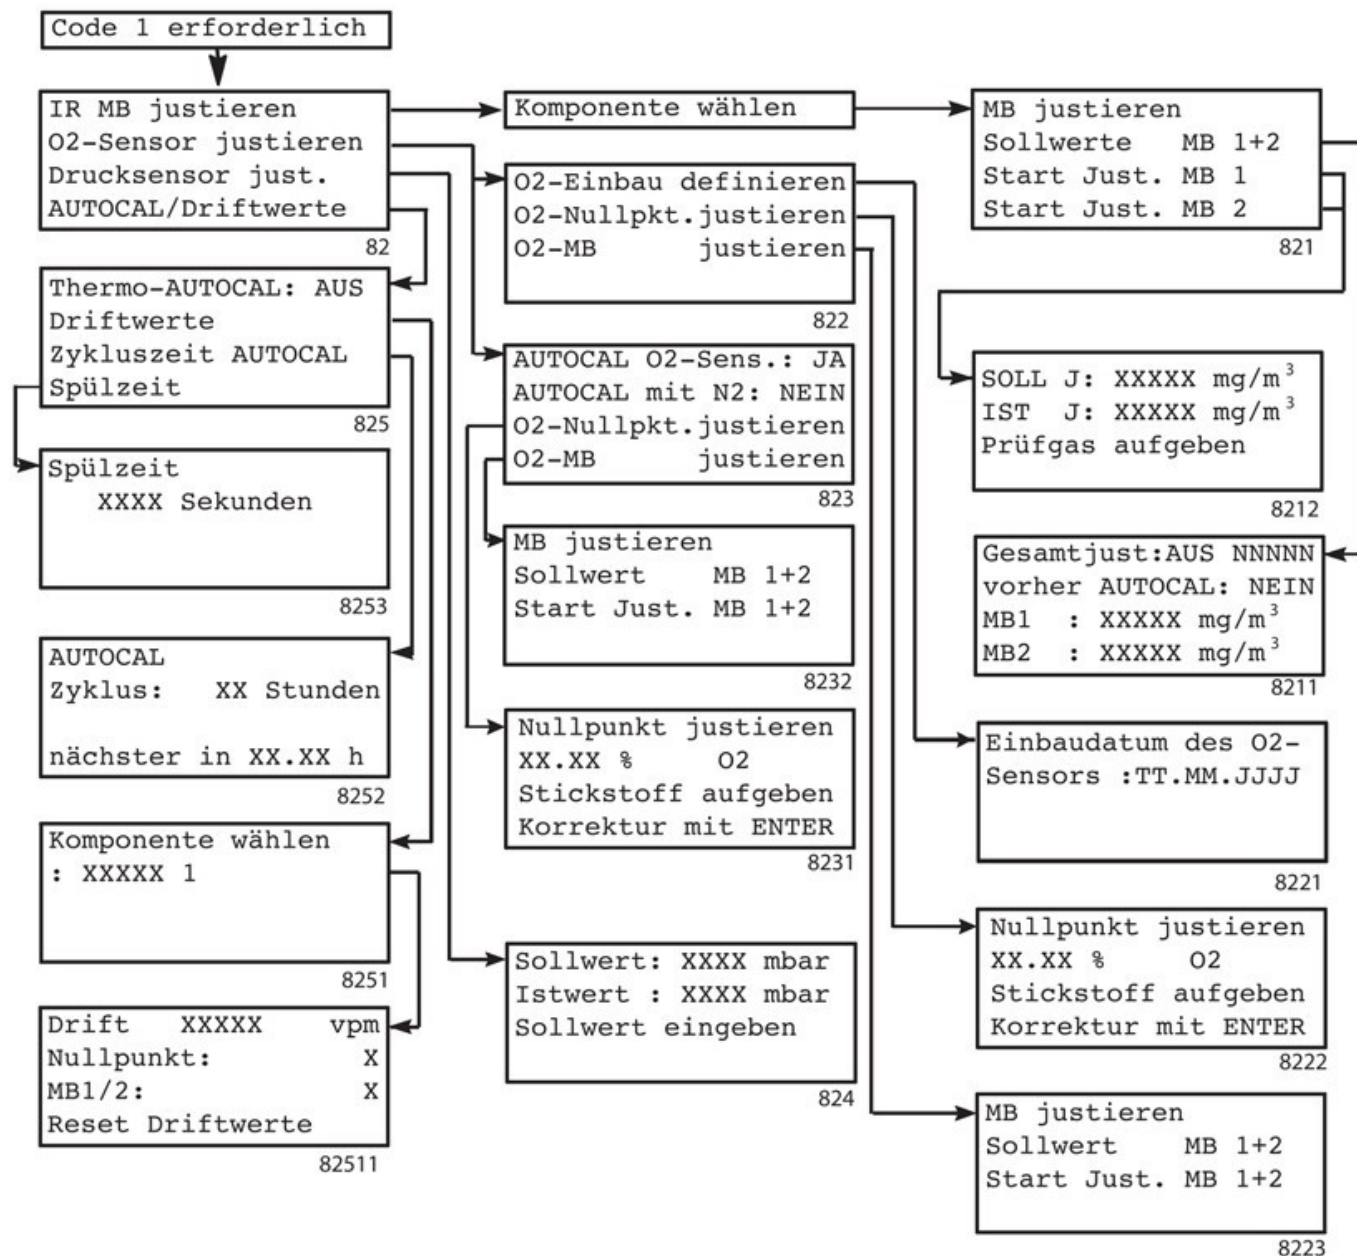 Code 1 erforderlich
IR MB justieren
O2-Sensor justieren
Drucksensor just.
AUTOCAL/Driftwerte
82
Thermo-AUTOCAL: AUS
Driftwerte
Zykluszeit AUTOCAL
Spülzeit
825
Spülzeit
XXXX Sekunden
8253
AUTOCAL
Zyklus: XX Stunden
nächster in XX.XX h
8252
Komponente wählen
: XXXXX 1
8251
Drift XXXXX vpm
Nullpunkt: X
MB1/2: X
Reset Driftwerte
82511
Komponente wählen
O2-Einbau definieren
O2-Nullpkt.justieren
O2-MB justieren
822
AUTOCAL O2-Sens.: JA
AUTOCAL mit N2: NEIN
O2-Nullpkt.justieren
O2-MB justieren
823
MB justieren
Sollwert MB 1+2
Start Just. MB 1+2
8232
Nullpunkt justieren
XX.XX % O2
Stickstoff aufgeben
Korrektur mit ENTER
8231
Sollwert: XXXX mbar
Istwert : XXXX mbar
Sollwert eingeben
824
MB justieren
Sollwerte MB 1+2
Start Just. MB 1
Start Just. MB 2
821
SOLL J: XXXXX mg/m³
IST J: XXXXX mg/m³
Prüfgas aufgeben
8212
Gesamtjust:AUS NNNNN
vorher AUTOCAL: NEIN
MB1 : XXXXX mg/m³
MB2 : XXXXX mg/m³
8211
Einbaudatum des O2-
Sensors :TT.MM.JJJJ
8221
Nullpunkt justieren
XX.XX % O2
Stickstoff aufgeben
Korrektur mit ENTER
8222
MB justieren
Sollwert MB 1+2
Start Just. MB 1+2
8223